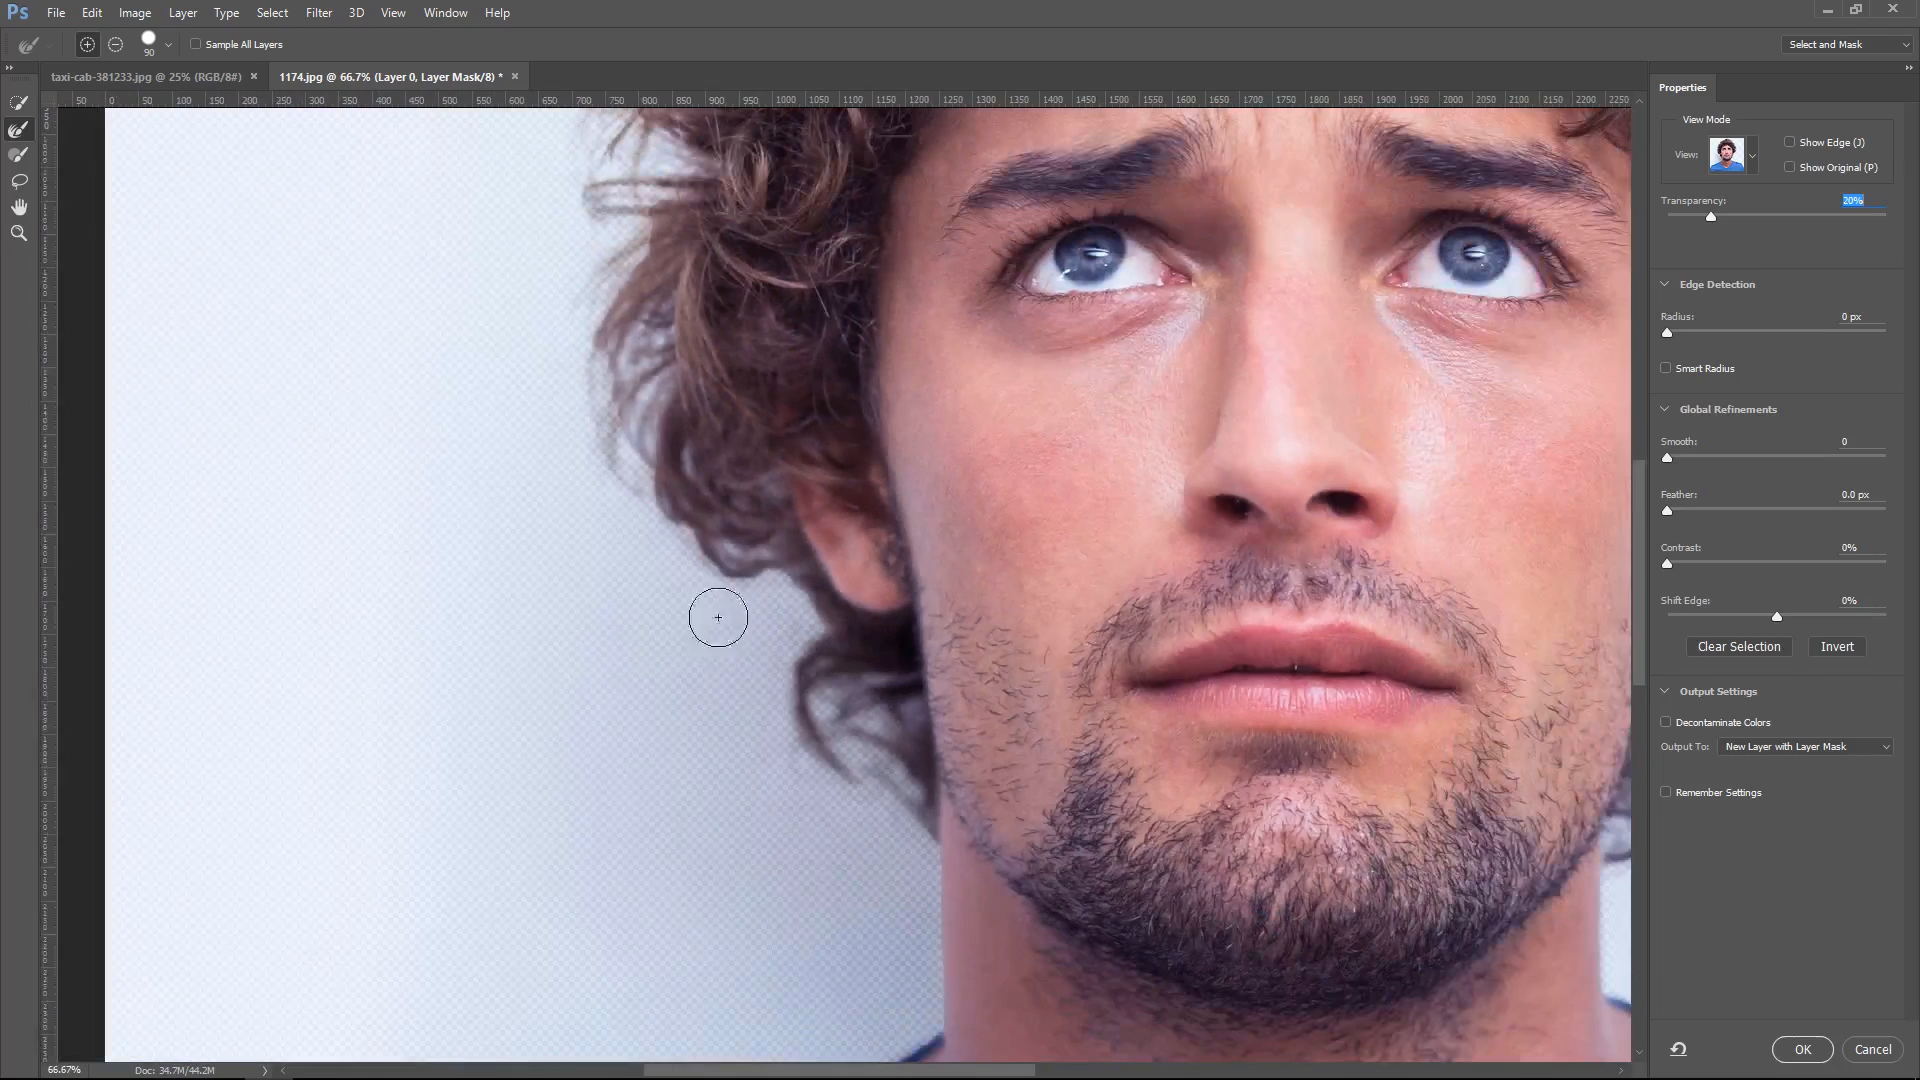 Ps File Edit Image Layer Type Select Filter 3D View Window Help
90 Sample All Layers Select and Mask
taxi-cab-381233.jpg @ 25% (RGB/8#) × 1174.jpg @ 66.7% (Layer 0, Layer Mask/8) * ×
50 0 50 100 150 200 250 300 350 400 450 500 550 600 650 700 750 800 850 900 950 1000 1050 1100 1150 1200 1250 1300 1350 1400 1450 1500 1550 1600 1650 1700 1750 1800 1850 1900 1950 2000 2050 2100 2150 2200 2250
Properties
View Mode
View:
Show Edge (J)
Show Original (P)
Transparency: 20%
Edge Detection
Radius: 0 px
Smart Radius
Global Refinements
Smooth: 0
Feather: 0.0 px
Contrast: 0%
Shift Edge: 0%
Clear Selection Invert
Output Settings
Decontaminate Colors
Output To: New Layer with Layer Mask
Remember Settings
OK Cancel
66.67% Doc: 34.7M/44.2M